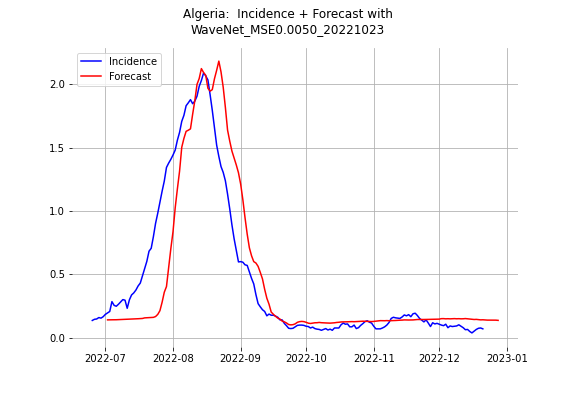 Algeria:  Incidence + Forecast with
WaveNet_MSE0.0050_20221023
Incidence
Forecast
2.0
1.5
1.0
0.5
0.0
2022-07 2022-08 2022-09 2022-10 2022-11 2022-12 2023-01